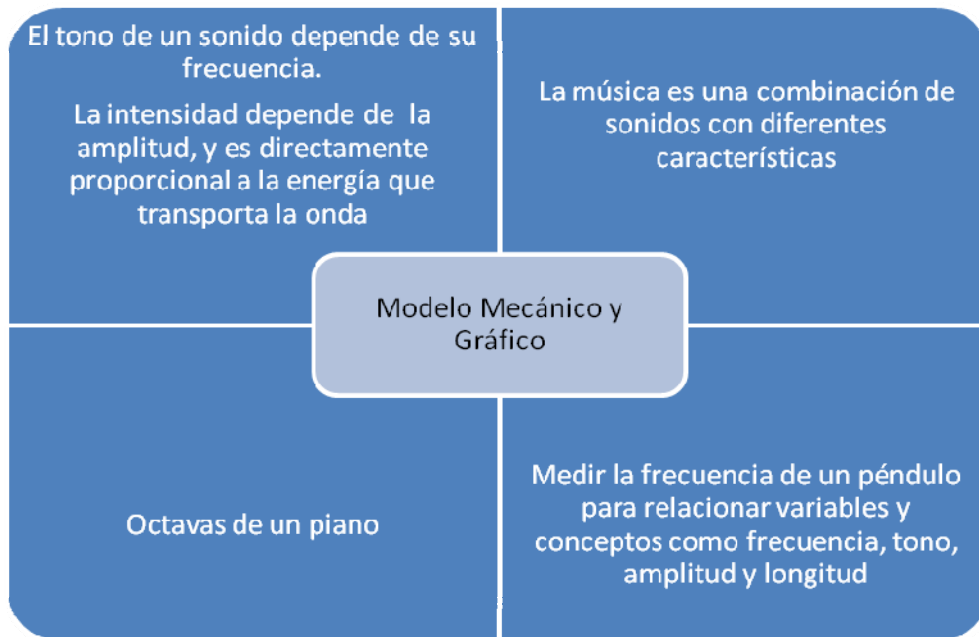 El tono de un sonido depende de su
frecuencia.
La intensidad depende de la
amplitud, y es directamente
proporcional a la energía que
transporta la onda
La música es una combinación de
sonidos con diferentes
características
Modelo Mecánico y
Gráfico
Octavas de un piano
Medir la frecuencia de un péndulo
para relacionar variables y
conceptos como frecuencia, tono,
amplitud y longitud